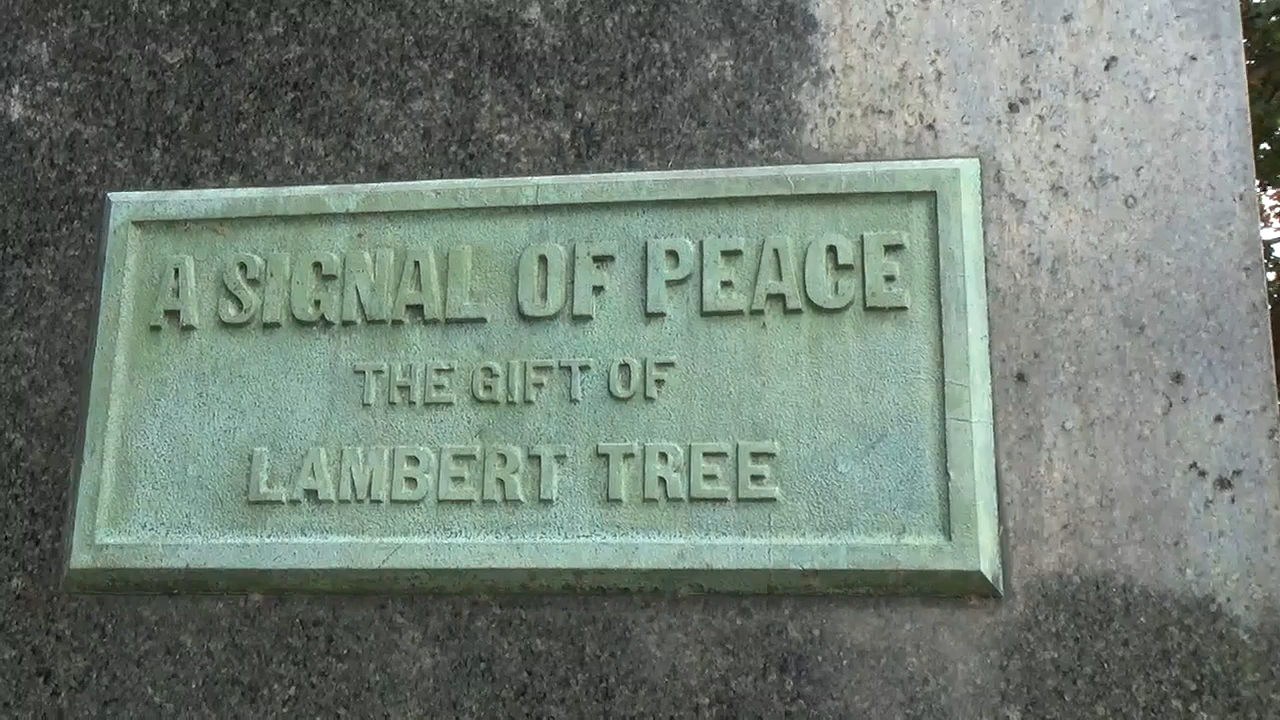 A SIGNAL OF PEACE
THE GIFT OF
LAMBERT TREE